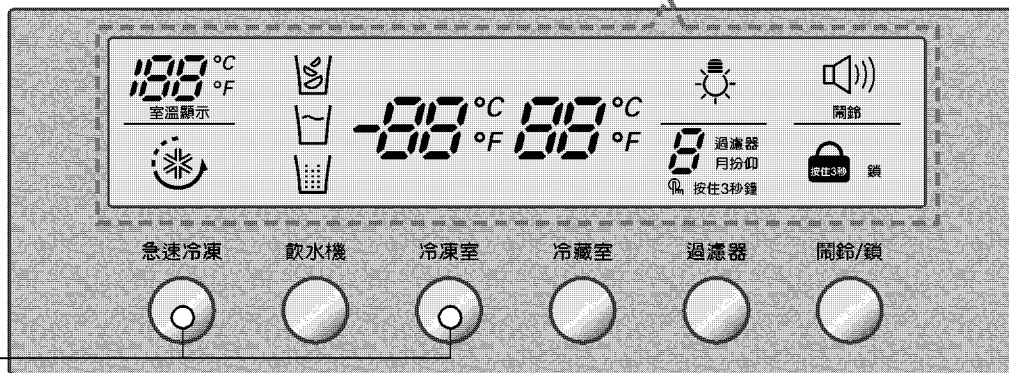 188 °C
°F
室溫顯示
-88 °C
°F
88 °C
°F
8 過濾器
月扮仰
按住3秒鐘
鬧鈴
按住3秒 鎖
急速冷凍 飲水機 冷凍室 冷藏室 過濾器 鬧鈴/鎖